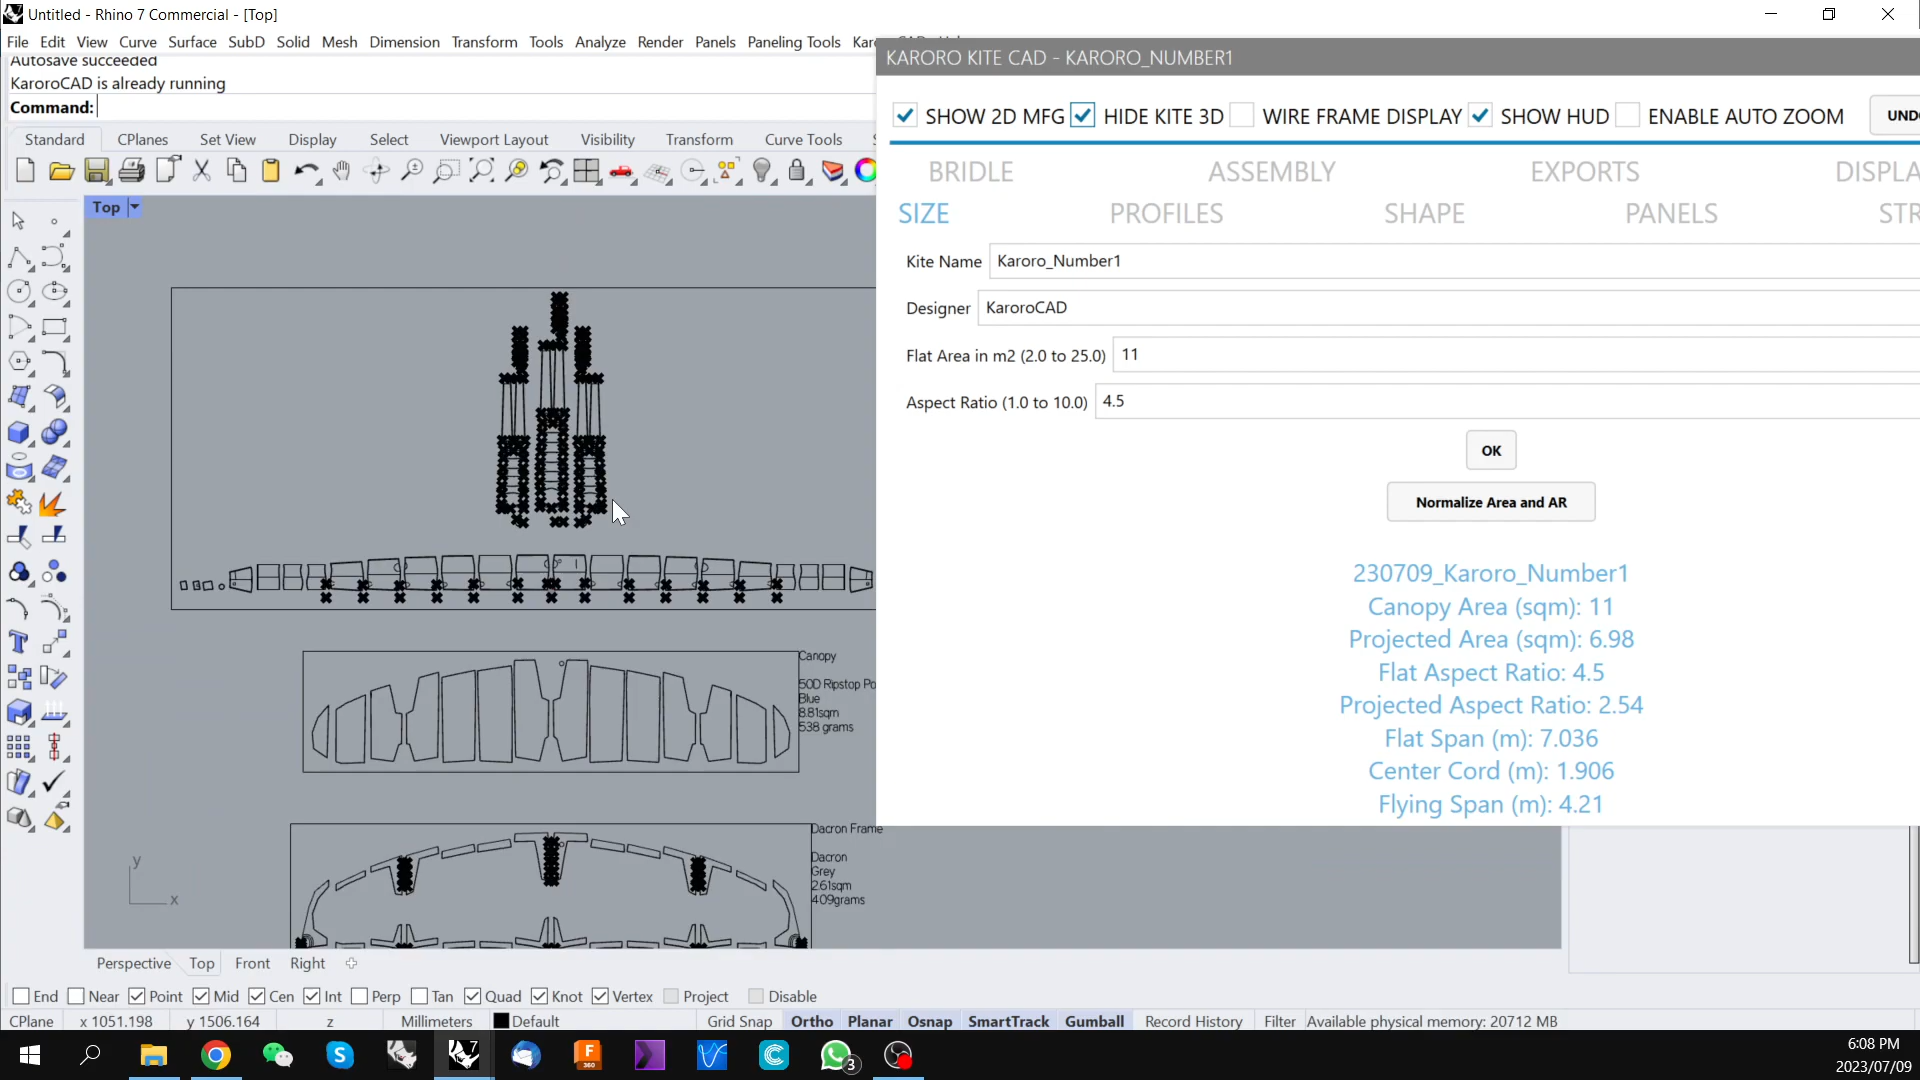 Untitled - Rhino 7 Commercial - [Top]
File Edit View Curve Surface SubD Solid Mesh Dimension Transform Tools Analyze Render Panels Paneling Tools
Autosave succeeded
KaroroCAD is already running
Command:
Standard CPlanes Set View Display Select Viewport Layout Visibility Transform Curve Tools
Top
KARORO KITE CAD - KARORO_NUMBER1
SHOW 2D MFG HIDE KITE 3D WIRE FRAME DISPLAY SHOW HUD ENABLE AUTO ZOOM UND
BRIDLE ASSEMBLY EXPORTS DISPLA
SIZE PROFILES SHAPE PANELS STR
Kite Name Karoro_Number1
Designer KaroroCAD
Flat Area in m2 (2.0 to 25.0) 11
Aspect Ratio (1.0 to 10.0) 4.5
OK
Normalize Area and AR
230709_Karoro_Number1
Canopy Area (sqm): 11
Projected Area (sqm): 6.98
Flat Aspect Ratio: 4.5
Projected Aspect Ratio: 2.54
Flat Span (m): 7.036
Center Cord (m): 1.906
Flying Span (m): 4.21
Canopy
50D Ripstop Po
Blue
8.81sqm
538 grams
Dacron Frame
Dacron
Grey
2.61sqm
409grams
y
x
Perspective Top Front Right
End Near Point Mid Cen Int Perp Tan Quad Knot Vertex Project Disable
CPlane x 1051.198 y 1506.164 z Millimeters Default Grid Snap Ortho Planar Osnap SmartTrack Gumball Record History Filter Available physical memory: 20712 MB
7
F
360
3
6:08 PM
2023/07/09